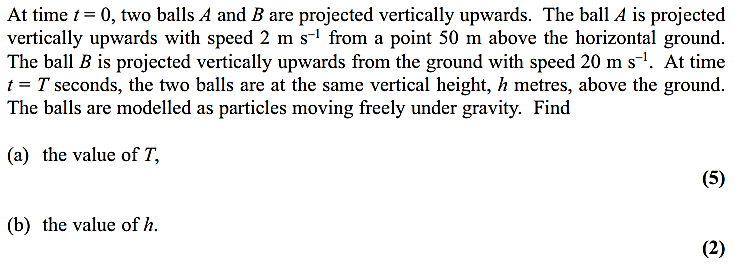 At time t = 0, two balls A and B are projected vertically upwards. The ball A is projected
vertically upwards with speed 2 m s⁻¹ from a point 50 m above the horizontal ground.
The ball B is projected vertically upwards from the ground with speed 20 m s⁻¹. At time
t = T seconds, the two balls are at the same vertical height, h metres, above the ground.
The balls are modelled as particles moving freely under gravity. Find
(a) the value of T,
(5)
(b) the value of h.
(2)